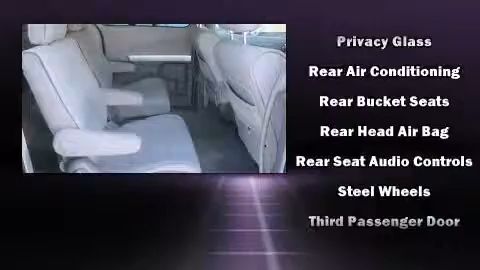 Privacy Glass
Rear Air Conditioning
Rear Bucket Seats
Rear Head Air Bag
Rear Seat Audio Controls
Steel Wheels
Third Passenger Door